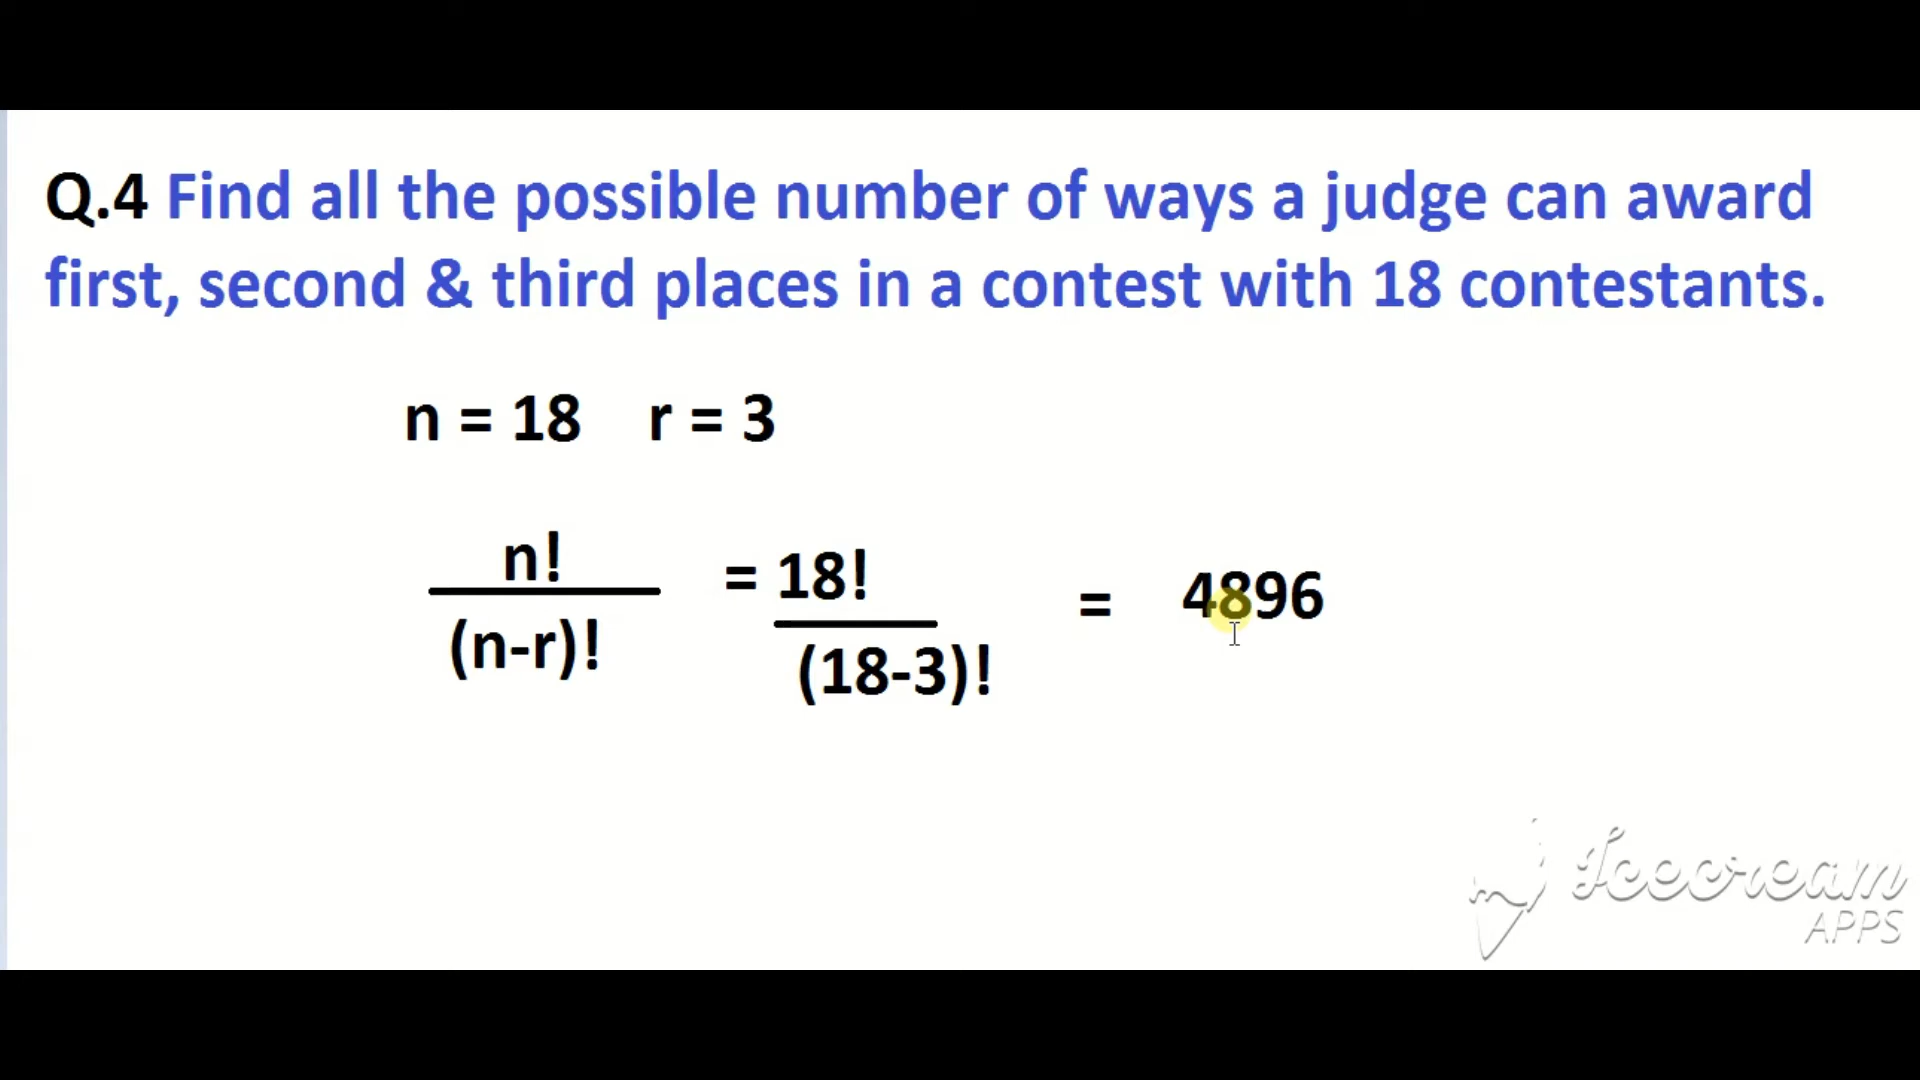 Q.4 Find all the possible number of ways a judge can award
first, second & third places in a contest with 18 contestants.
n = 18 r = 3
n!
(n-r)!
= 18!
(18-3)!
= 4896
Icecream
APPS